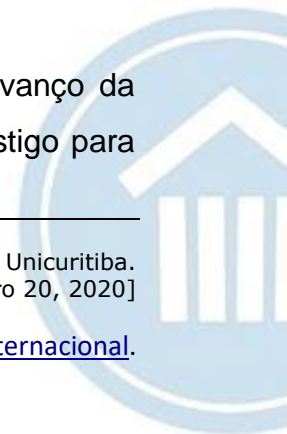 vanço da
stigo para
Unicuritiba.
ro 20, 2020]
ternacional.